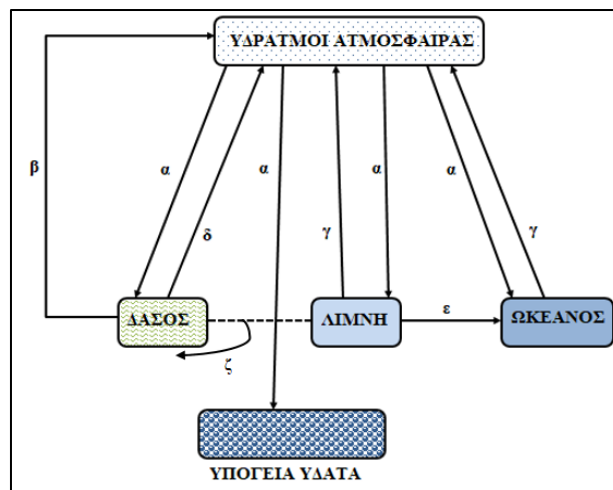 ΥΔΡΑΤΜΟΙ ΑΤΜΟΣΦΑΙΡΑΣ
β
α
δ
α
γ
α
α
γ
ΔΑΣΟΣ
ΛΙΜΝΗ
ε
ΩΚΕΑΝΟΣ
ζ
ΥΠΟΓΕΙΑ ΥΔΑΤΑ